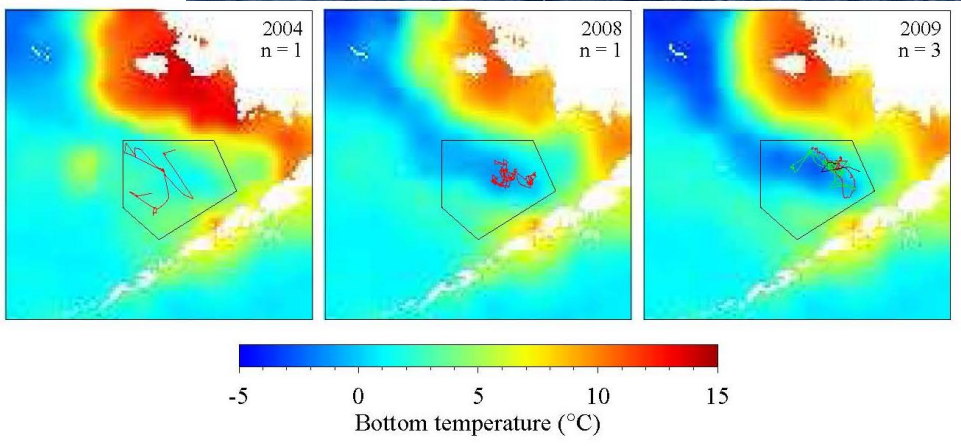 2004
n = 1
2008
n = 1
2009
n = 3
-5 0 5 10 15
Bottom temperature (°C)